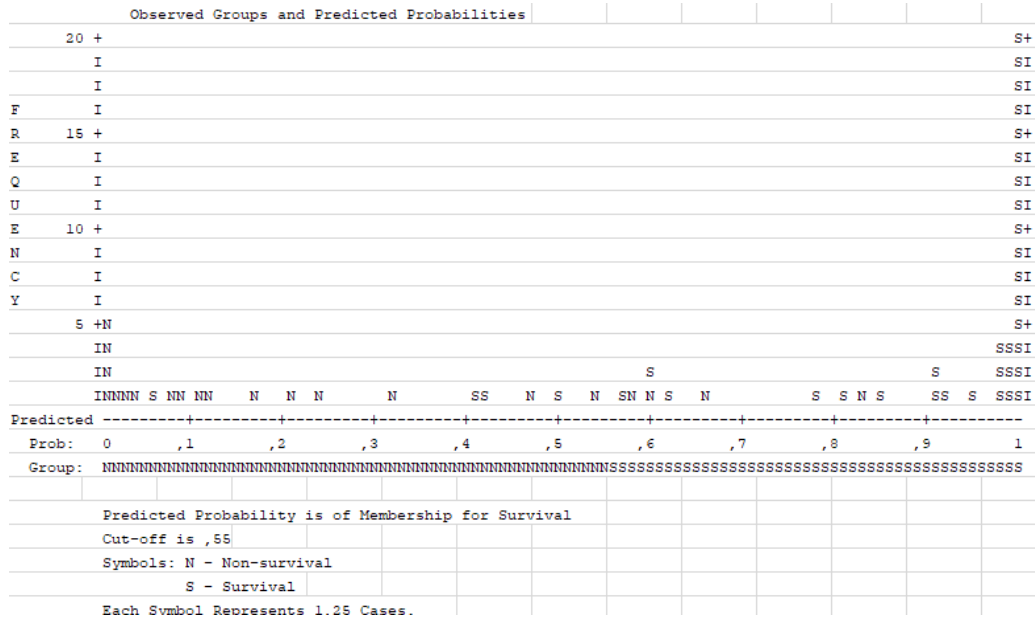 Observed Groups and Predicted Probabilities
20 + S+
I SI
I SI
F I SI
R 15 + S+
E I SI
Q I SI
U I SI
E 10 + S+
N I SI
C I SI
Y I SI
5 +N S+
IN SSSI
IN S S SSSI
INNNN S NN NN N N N N SS N S N SN N S N S S N S SS S SSSI
Predicted ---------+---------+---------+---------+---------+---------+---------+---------+---------+----------
Prob: 0 ,1 ,2 ,3 ,4 ,5 ,6 ,7 ,8 ,9 1
Group: NNNNNNNNNNNNNNNNNNNNNNNNNNNNNNNNNNNNNNNNNNNNNNNNNNNNNNNSSSSSSSSSSSSSSSSSSSSSSSSSSSSSSSSSSSSSSSSSSSSS
Predicted Probability is of Membership for Survival
Cut-off is ,55
Symbols: N - Non-survival
S - Survival
Each Symbol Represents 1,25 Cases.